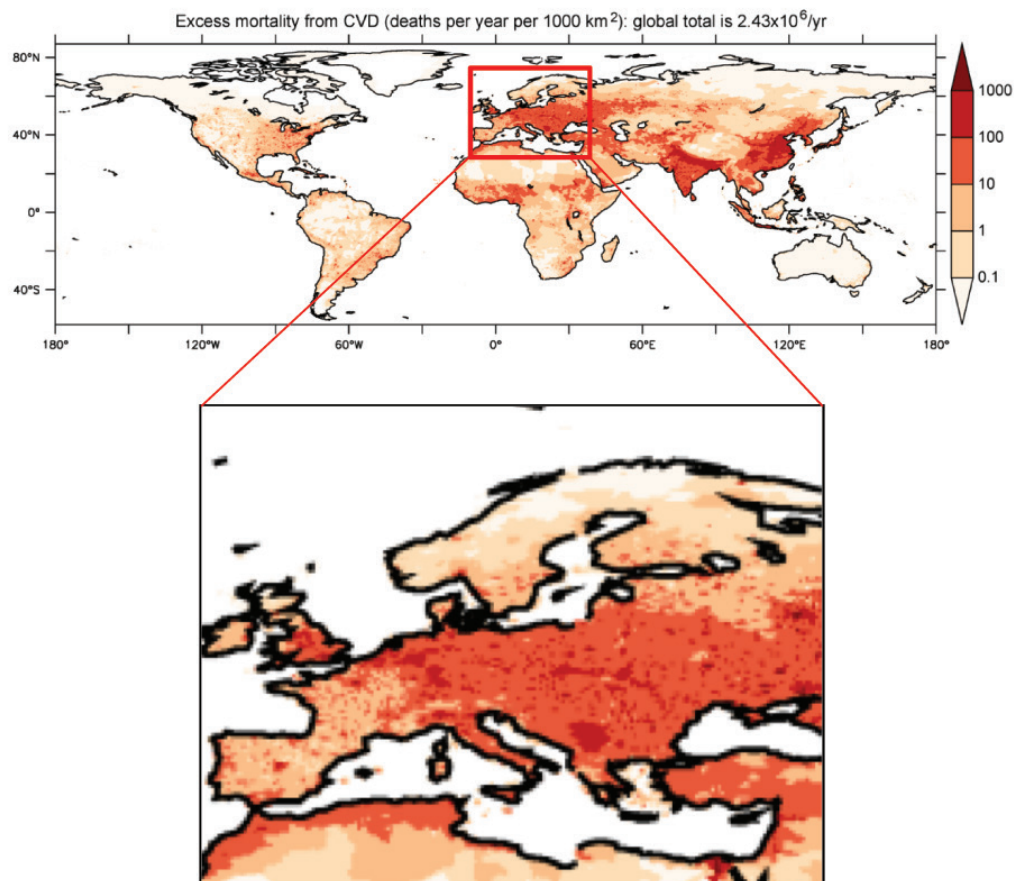 Excess mortality from CVD (deaths per year per 1000 km²): global total is 2.43x10⁶/yr
80°N
40°N
0°
40°S
180°
120°W
60°W
0°
60°E
120°E
180°
1000
100
10
1
0.1